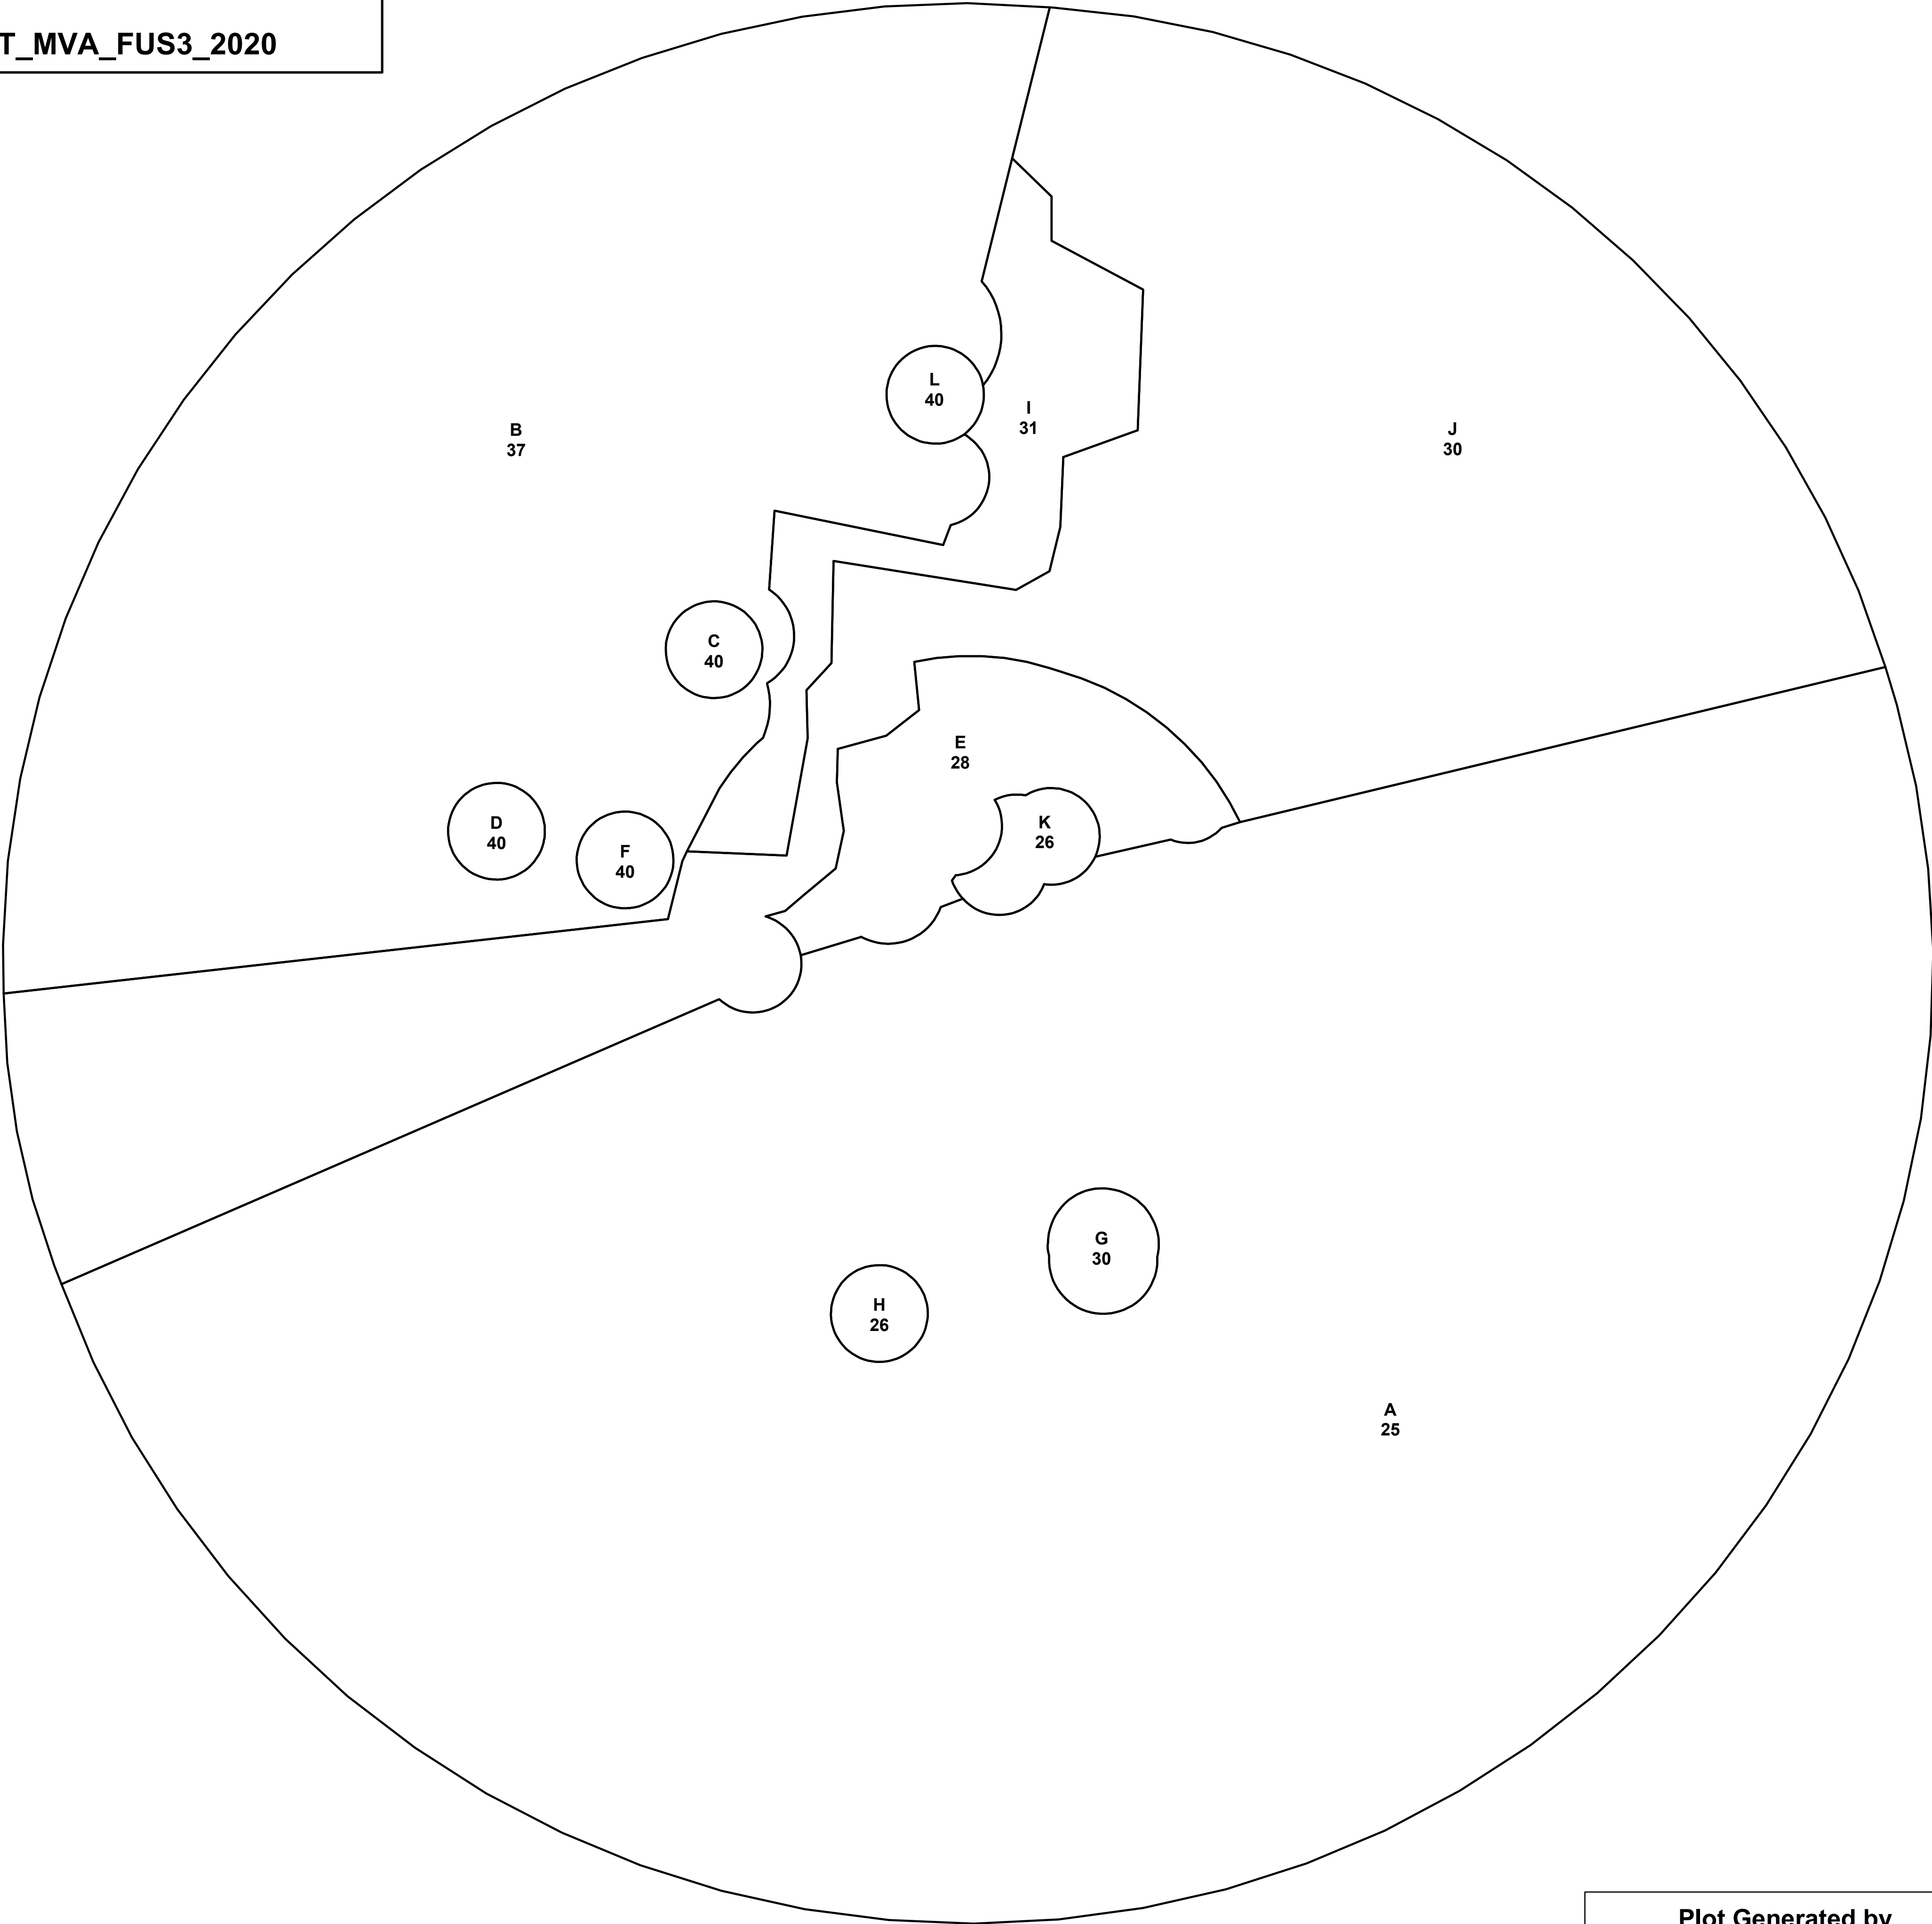 T_MVA_FUS3_2020
L
40
I
31
B
37
J
30
C
40
E
28
D
40
K
26
F
40
G
30
H
26
A
25
Plot Generated by